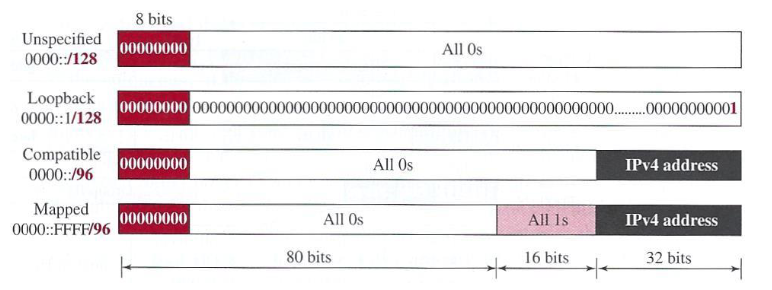 8 bits
Unspecified
0000::/128
00000000 All 0s
Loopback
0000::1/128
00000000 00000000000000000000000000000000000000000000000000000000.........000000000001
Compatible
0000::/96
00000000 All 0s IPv4 address
Mapped
0000::FFFF/96
00000000 All 0s All 1s IPv4 address
80 bits 16 bits 32 bits